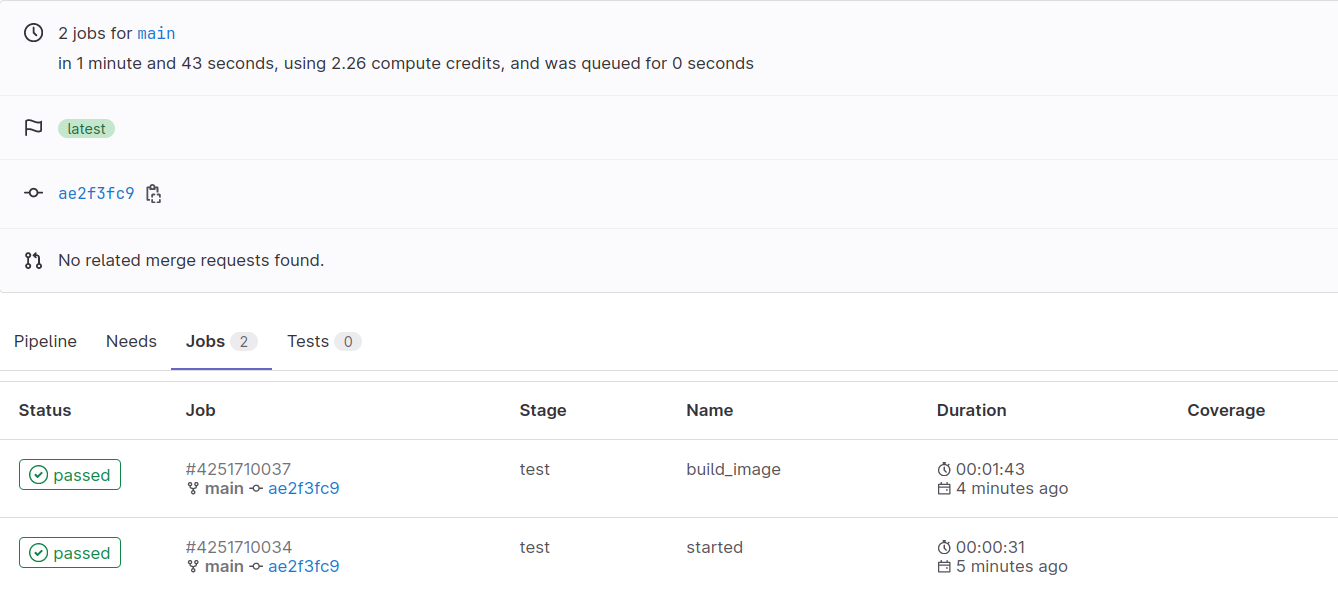 2 jobs for main
in 1 minute and 43 seconds, using 2.26 compute credits, and was queued for 0 seconds
latest
ae2f3fc9
No related merge requests found.
Pipeline Needs Jobs 2 Tests 0
Status Job Stage Name Duration Coverage
passed #4251710037 test build_image 00:01:43
main ae2f3fc9 4 minutes ago
passed #4251710034 test started 00:00:31
main ae2f3fc9 5 minutes ago